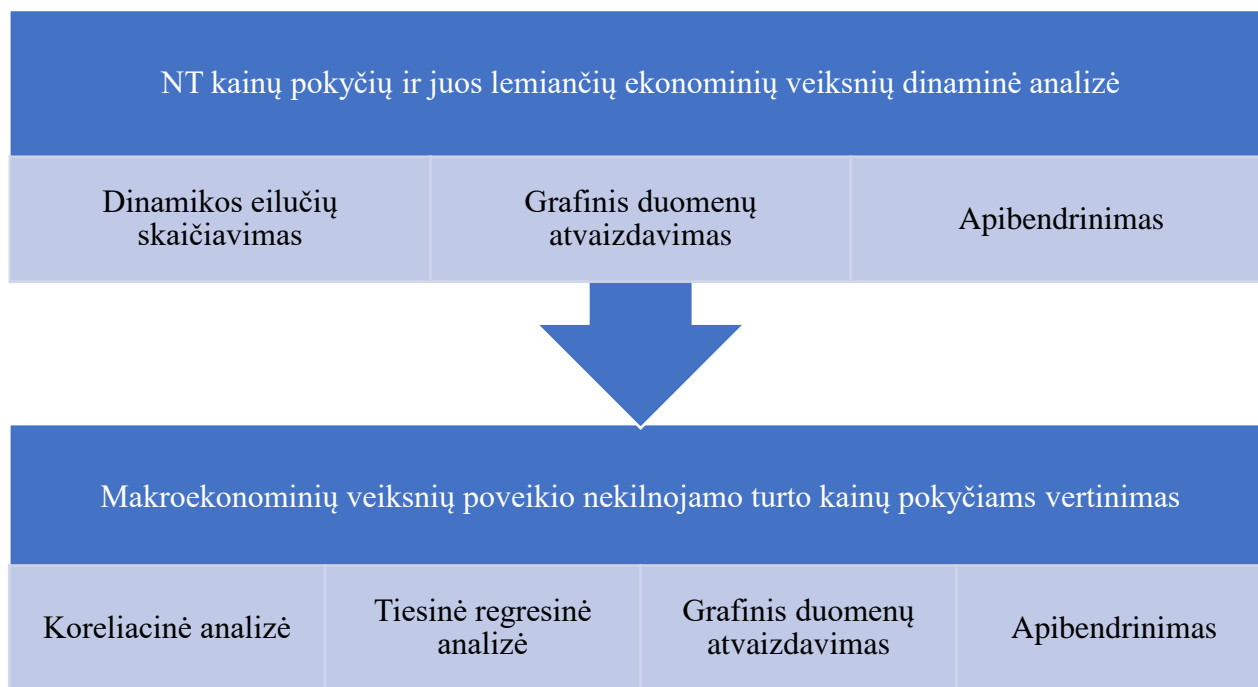 NT kainų pokyčių ir juos lemiančių ekonominių veiksnių dinaminė analizė
Dinamikos eilučių
skaičiavimas
Grafinis duomenų
atvaizdavimas
Apibendrinimas
Makroekonominių veiksnių poveikio nekilnojamo turto kainų pokyčiams vertinimas
Koreliacinė analizė
Tiesinė regresinė
analizė
Grafinis duomenų
atvaizdavimas
Apibendrinimas